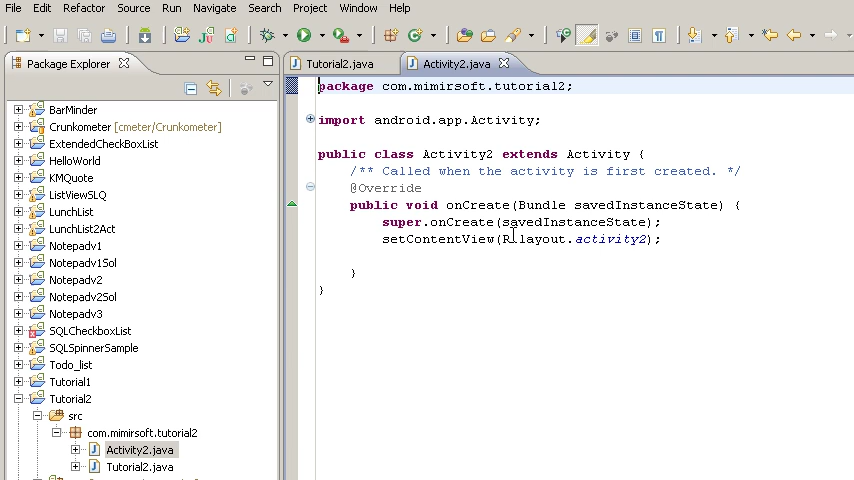 File Edit Refactor Source Run Navigate Search Project Window Help
Package Explorer
Tutorial2.java
Activity2.java
BarMinder
Crunkometer [cmeter/Crunkometer]
ExtendedCheckBoxList
HelloWorld
KMQuote
ListViewSLQ
LunchList
LunchList2Act
Notepadv1
Notepadv1Sol
Notepadv2
Notepadv2Sol
Notepadv3
SQLCheckboxList
SQLSpinnerSample
Todo_list
Tutorial1
Tutorial2
src
com.mimirsoft.tutorial2
Activity2.java
Tutorial2.java
package com.mimirsoft.tutorial2;
import android.app.Activity;
public class Activity2 extends Activity {
/** Called when the activity is first created. */
@Override
public void onCreate(Bundle savedInstanceState) {
super.onCreate(savedInstanceState);
setContentView(R.layout.activity2);
}
}